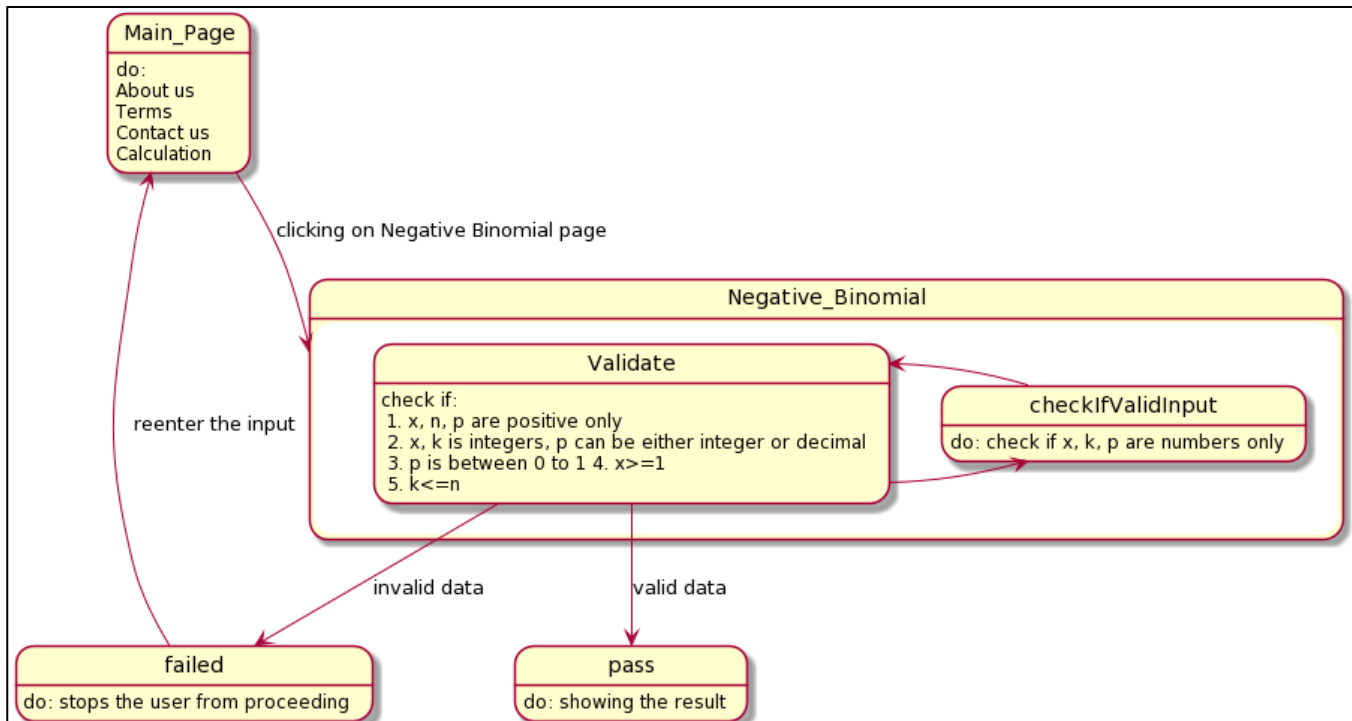 Main_Page
do:
About us
Terms
Contact us
Calculation
clicking on Negative Binomial page
Negative_Binomial
Validate
check if:
1. x, n, p are positive only
2. x, k is integers, p can be either integer or decimal
3. p is between 0 to 1 4. x>=1
5. k<=n
checkIfValidInput
do: check if x, k, p are numbers only
reenter the input
invalid data
valid data
failed
do: stops the user from proceeding
pass
do: showing the result